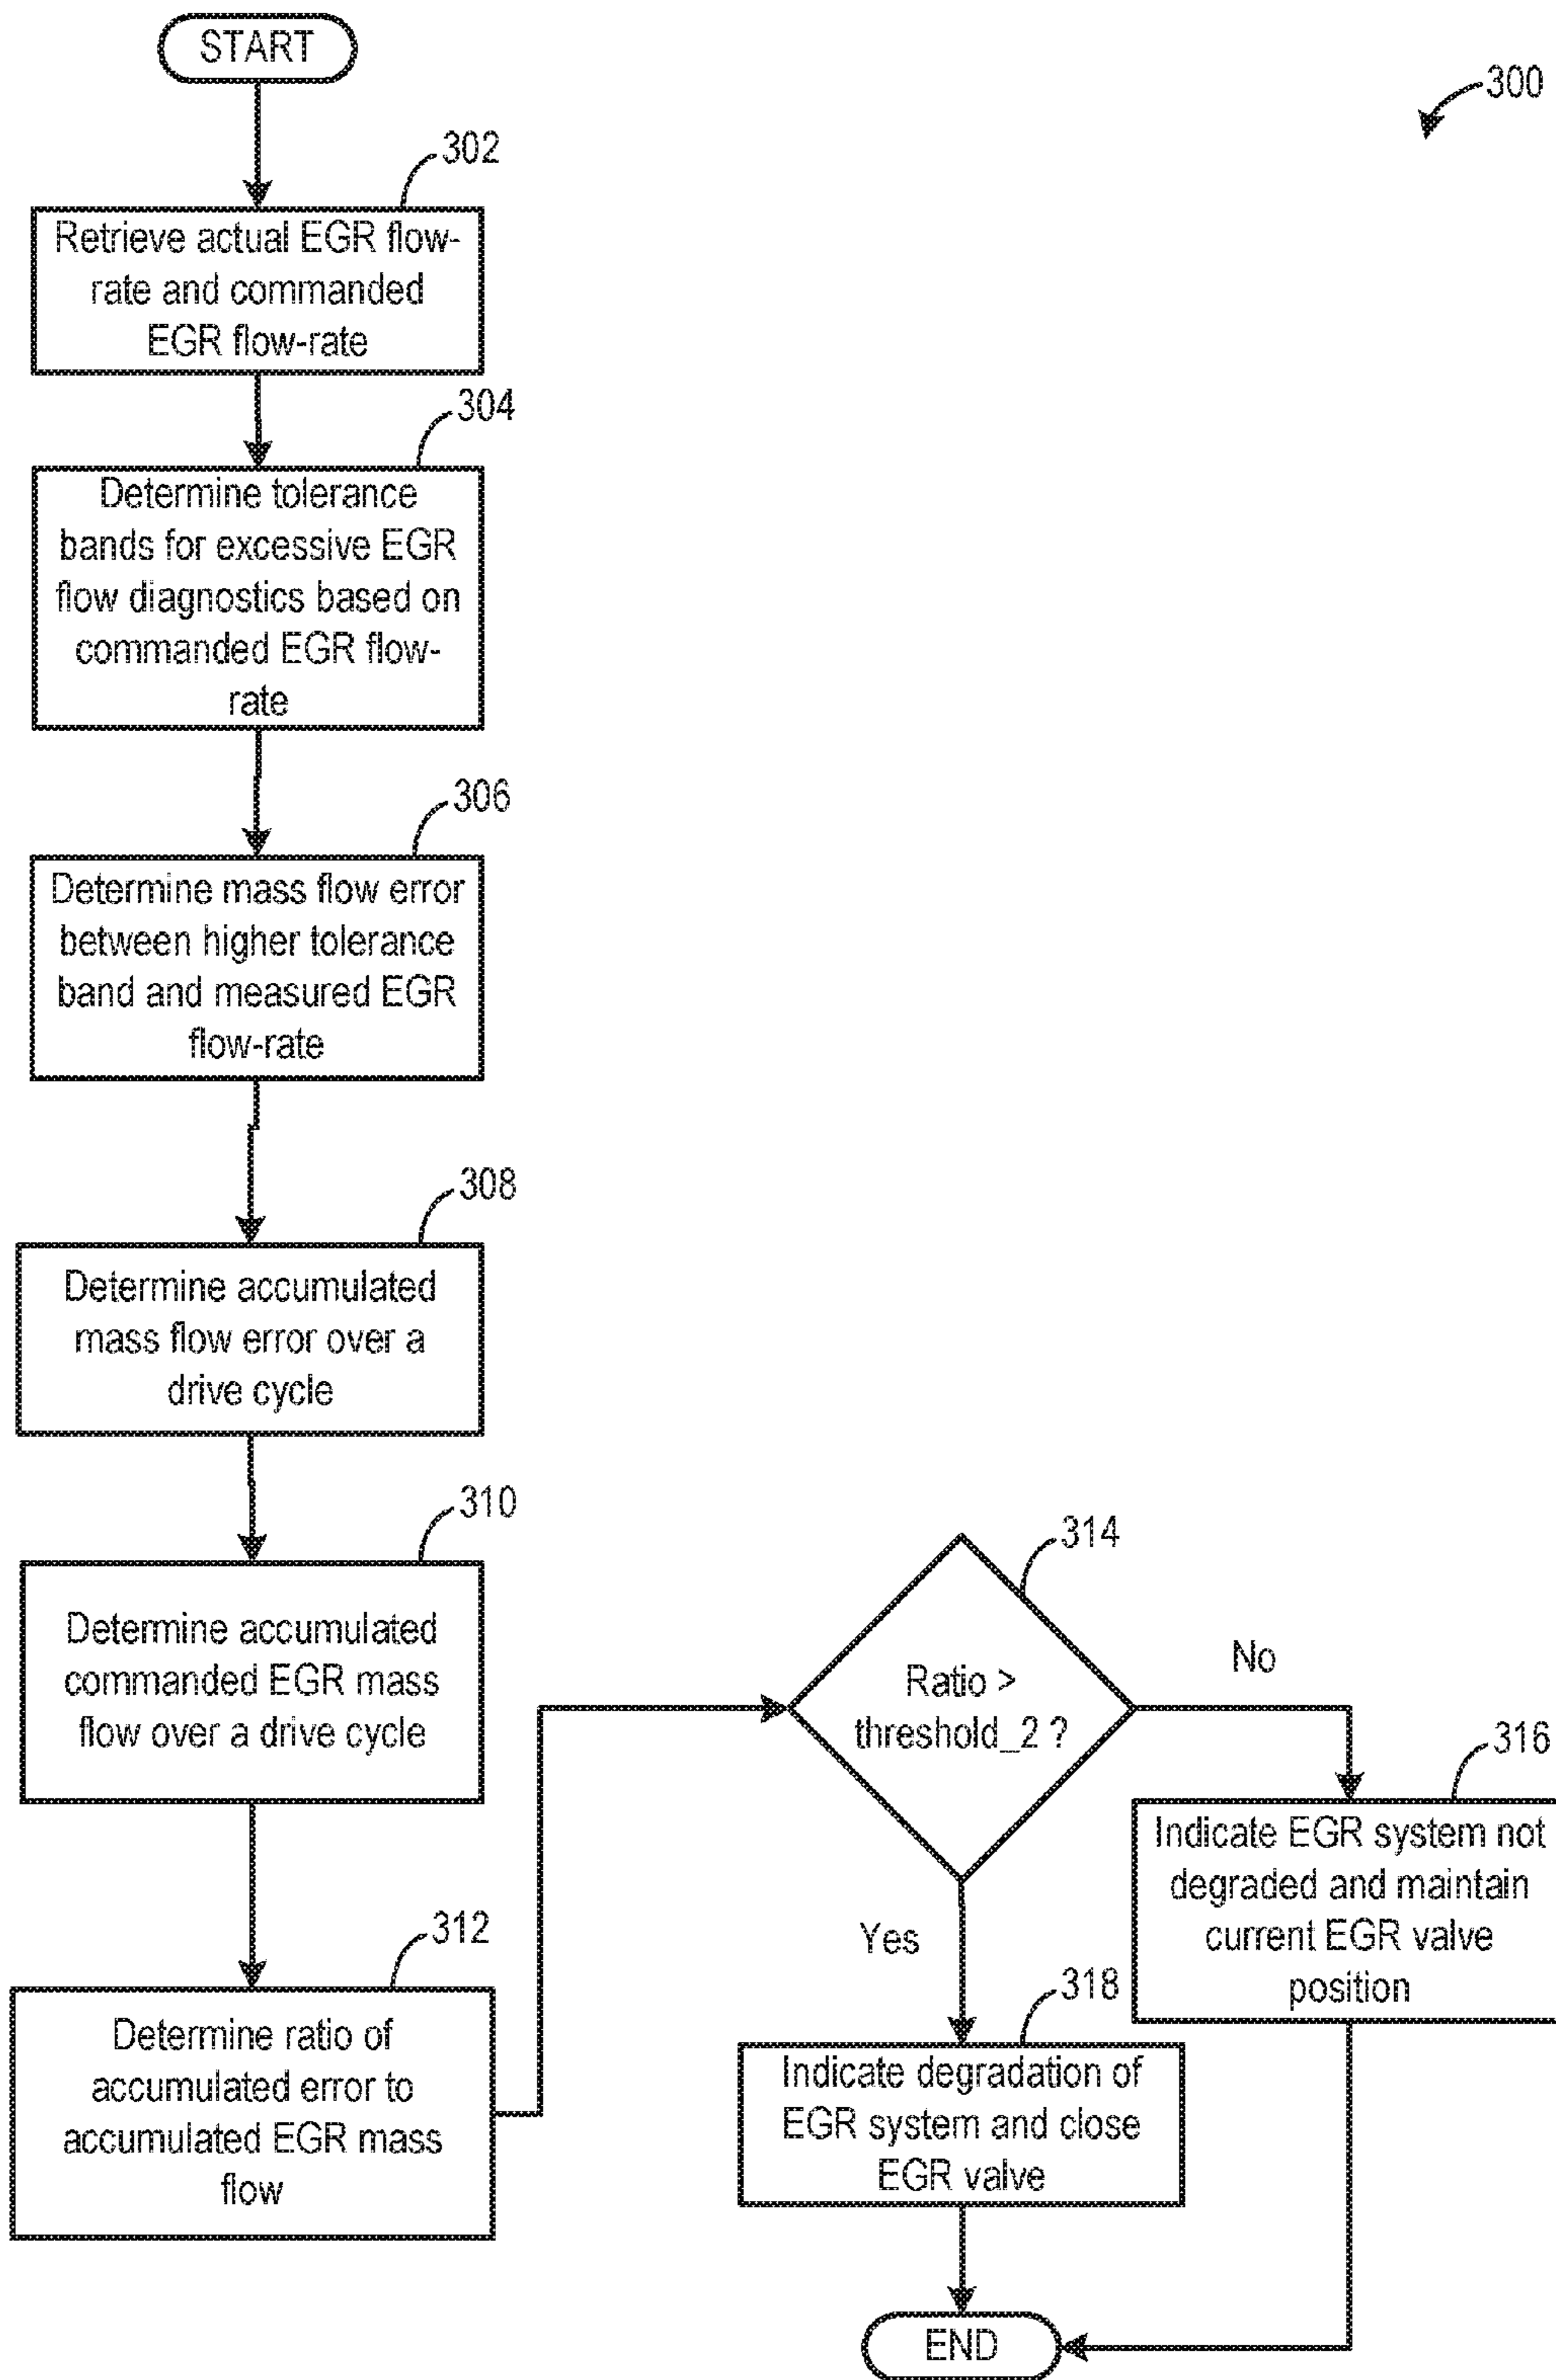 START
300
302
Retrieve actual EGR flow-
rate and commanded
EGR flow-rate
304
Determine tolerance
bands for excessive EGR
flow diagnostics based on
commanded EGR flow-
rate
306
Determine mass flow error
between higher tolerance
band and measured EGR
flow-rate
308
Determine accumulated
mass flow error over a
drive cycle
310
Determine accumulated
commanded EGR mass
flow over a drive cycle
312
Determine ratio of
accumulated error to
accumulated EGR mass
flow
314
Ratio >
threshold_2 ?
No
316
Indicate EGR system not
degraded and maintain
current EGR valve
position
Yes
318
Indicate degradation of
EGR system and close
EGR valve
END